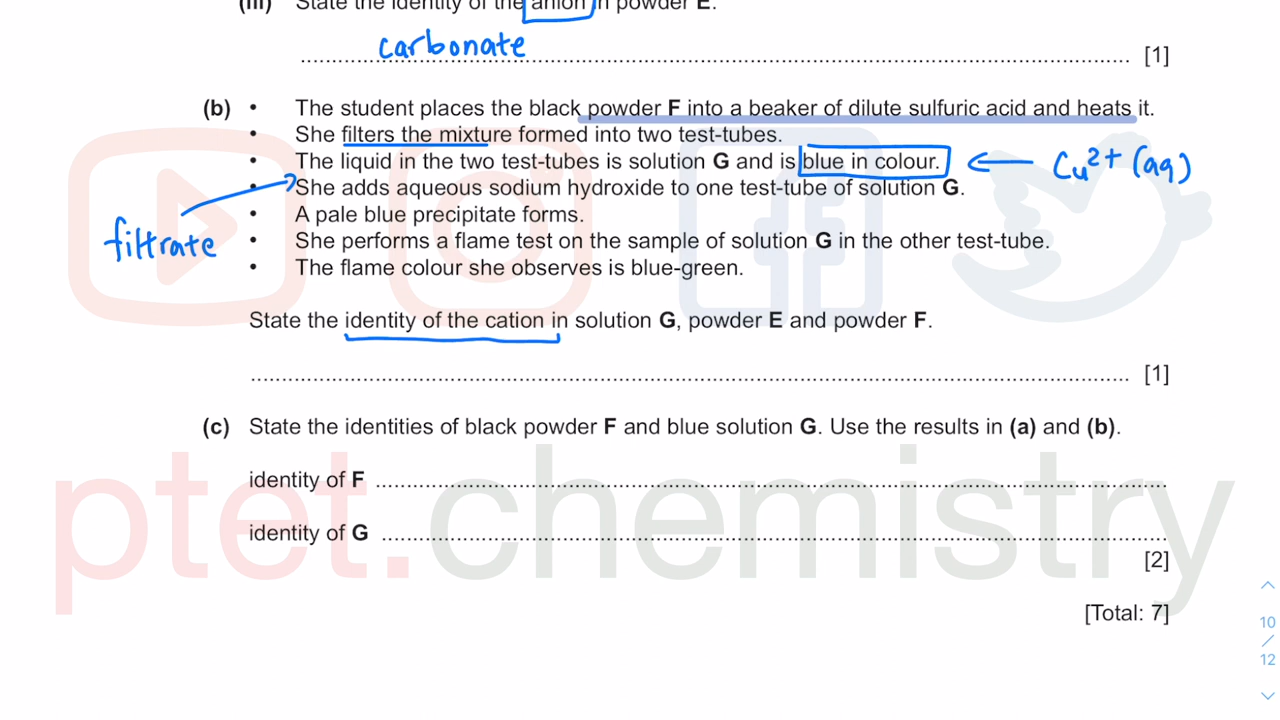 (iii) State the identity of the anion in powder E.
carbonate
.......................................................................................................................................... [1]
(b) • The student places the black powder F into a beaker of dilute sulfuric acid and heats it.
• She filters the mixture formed into two test-tubes.
• The liquid in the two test-tubes is solution G and is blue in colour. Cu²⁺ (aq)
• She adds aqueous sodium hydroxide to one test-tube of solution G.
• A pale blue precipitate forms.
filtrate
• She performs a flame test on the sample of solution G in the other test-tube.
• The flame colour she observes is blue-green.
State the identity of the cation in solution G, powder E and powder F.
.......................................................................................................................................... [1]
(c) State the identities of black powder F and blue solution G. Use the results in (a) and (b).
identity of F ..........................................................................................................................
identity of G ..........................................................................................................................
[2]
ptet.chemistry
[Total: 7]
10
/
12